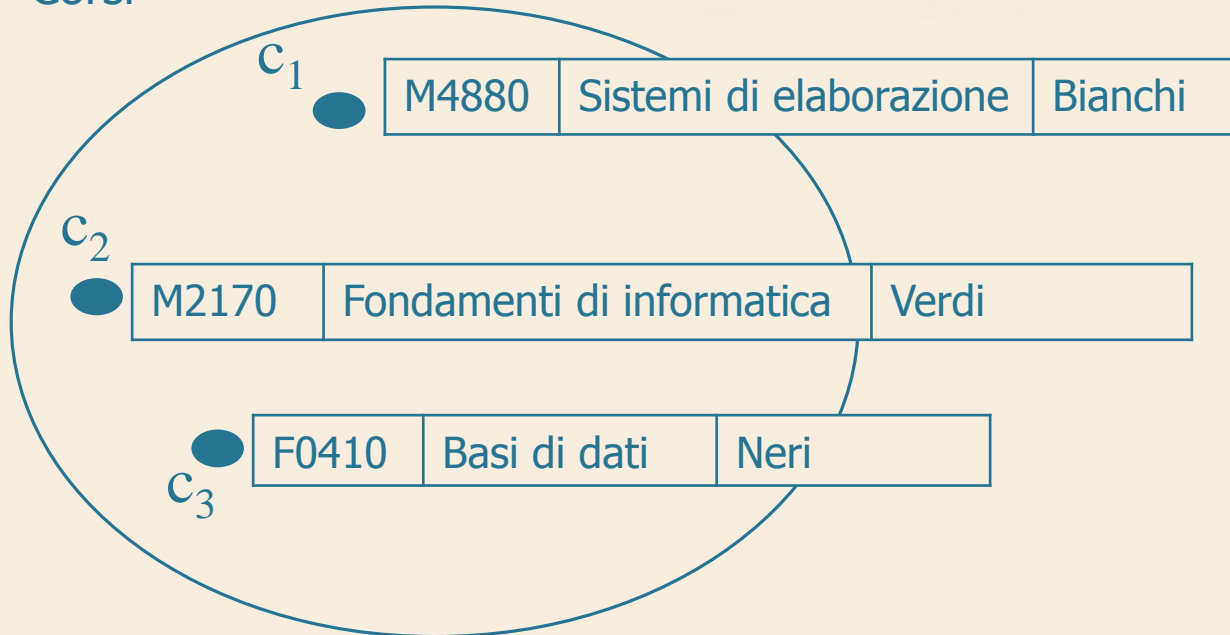 Corsi
c1
M4880 Sistemi di elaborazione Bianchi
c2
M2170 Fondamenti di informatica Verdi
F0410 Basi di dati Neri
c3